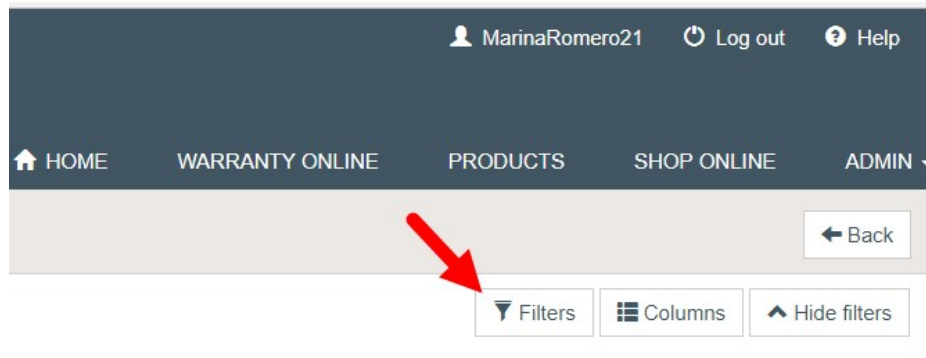 MarinaRomero21 Log out Help
HOME WARRANTY ONLINE PRODUCTS SHOP ONLINE ADMIN
Back
Filters Columns Hide filters